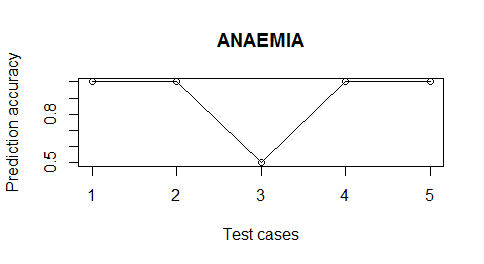 ANAEMIA
Prediction accuracy
0.8
0.5
1 2 3 4 5
Test cases